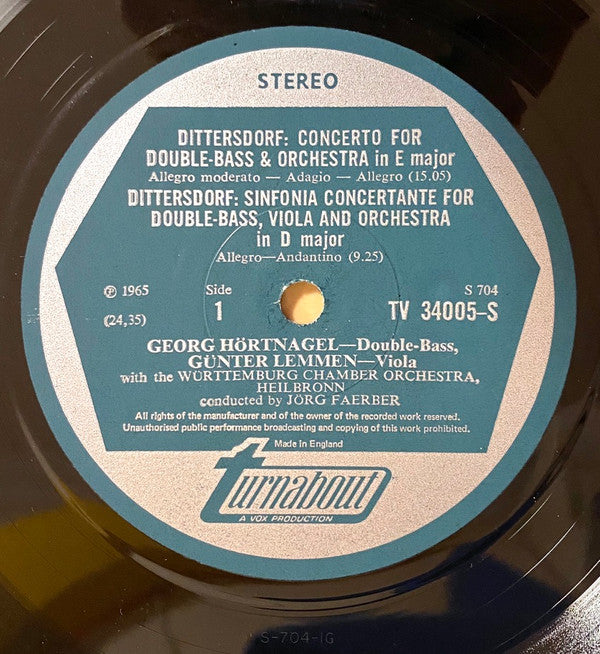 STEREO
DITTERSDORF: CONCERTO FOR
DOUBLE-BASS & ORCHESTRA in E major
Allegro moderato — Adagio — Allegro (15.05)
DITTERSDORF: SINFONIA CONCERTANTE FOR
DOUBLE-BASS, VIOLA AND ORCHESTRA
in D major
Allegro—Andantino (9.25)
℗ 1965 Side S 704
(24,35) 1 TV 34005-S
GEORG HÖRTNAGEL—Double-Bass,
GÜNTER LEMMEN—Viola
with the WÜRTTEMBURG CHAMBER ORCHESTRA,
HEILBRONN
conducted by JÖRG FAERBER
All rights of the manufacturer and of the owner of the recorded work reserved.
Unauthorised public performance broadcasting and copying of this work prohibited.
Made in England
turnabout
A VOX PRODUCTION
S-704-1G